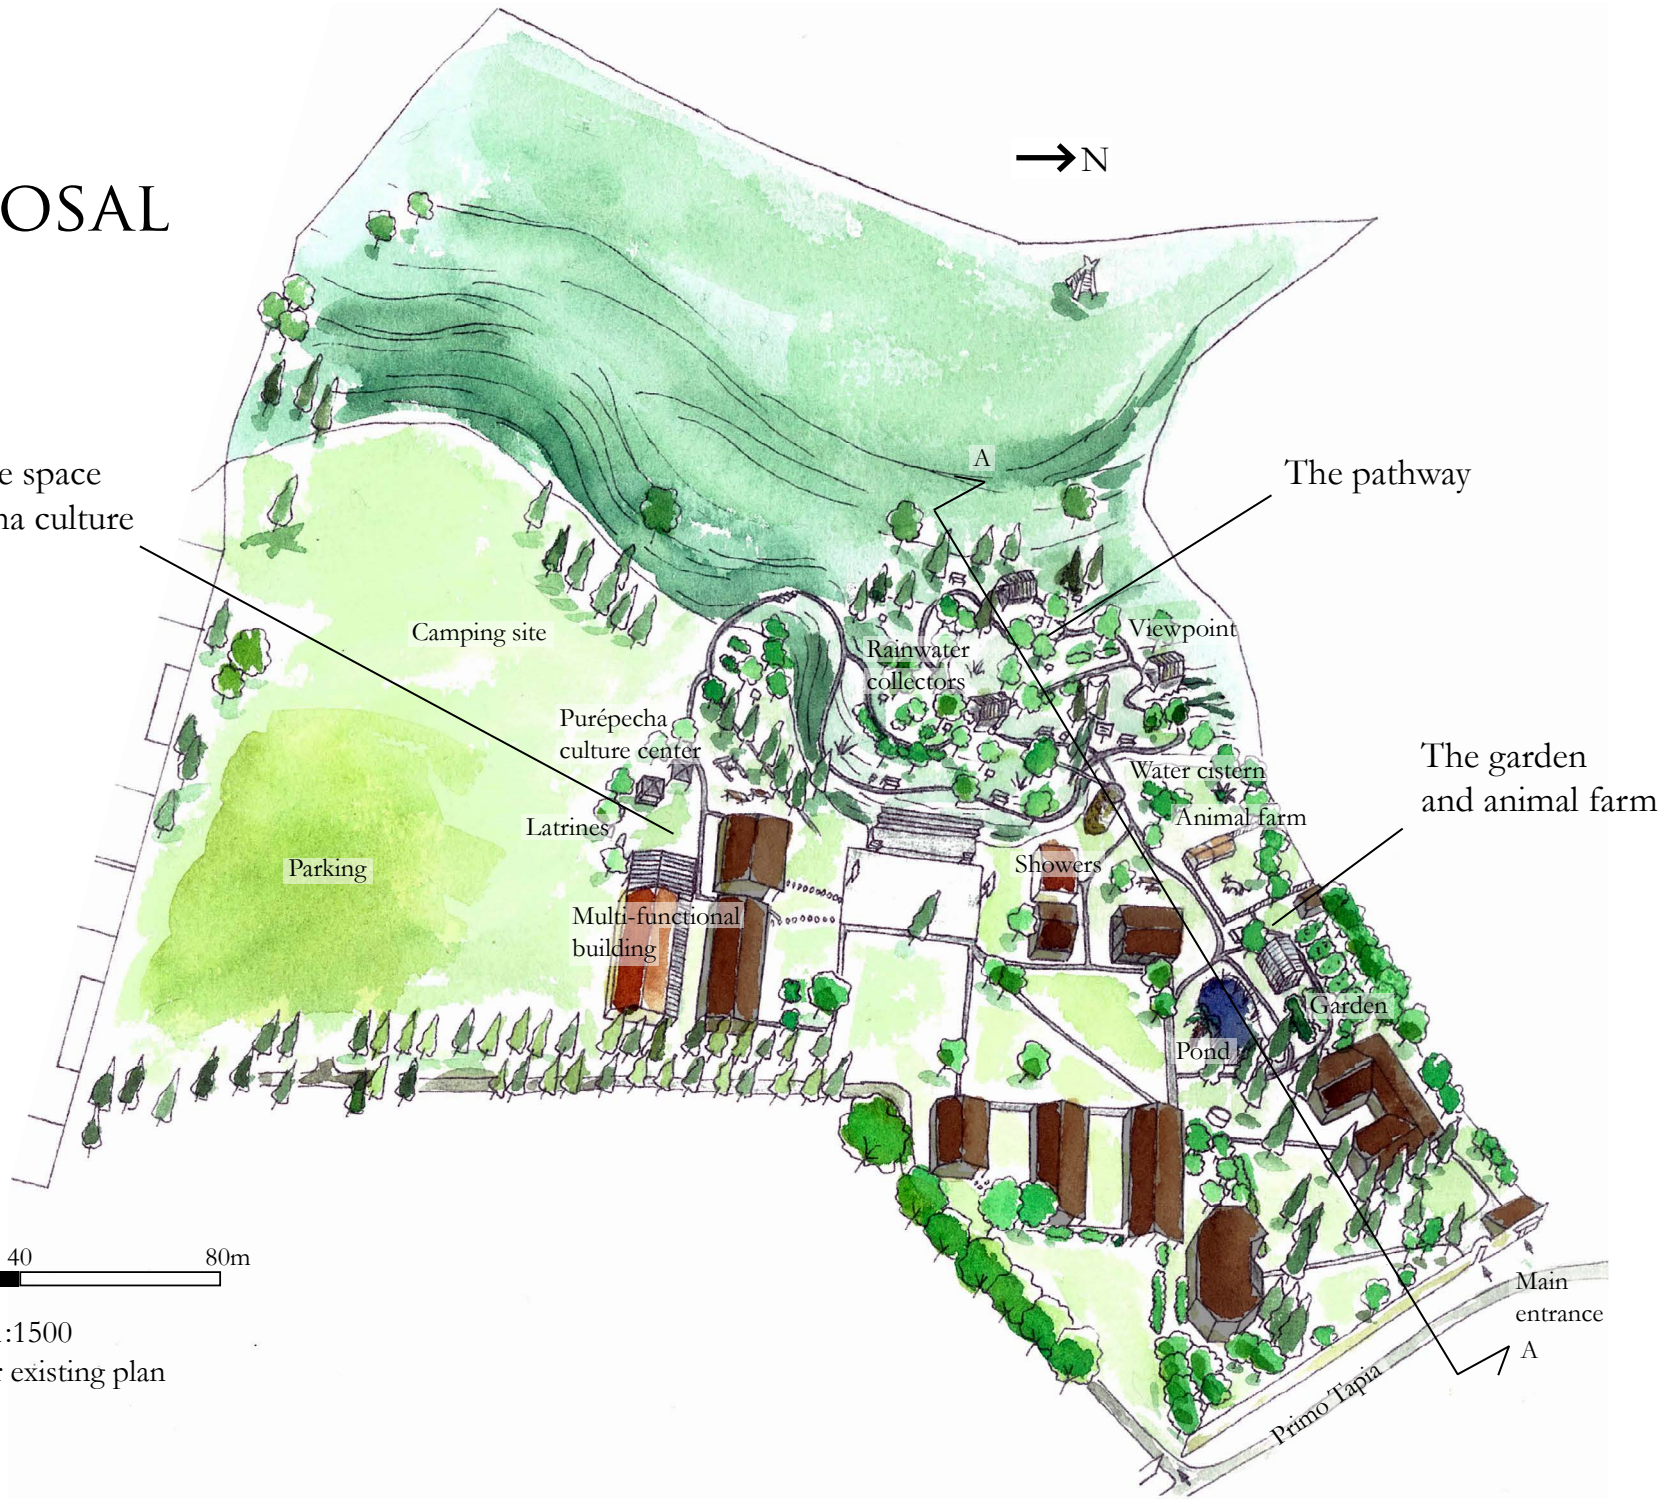 OSAL
N
e space
na culture
A
The pathway
Camping site
Viewpoint
Rainwater
collectors
Purépecha
culture center
Water cistern
The garden
and animal farm
Animal farm
Latrines
Parking
Showers
Multi-functional
building
Garden
Pond
40 80m
Main
entrance
:1500
A
r existing plan
Primo Tapia